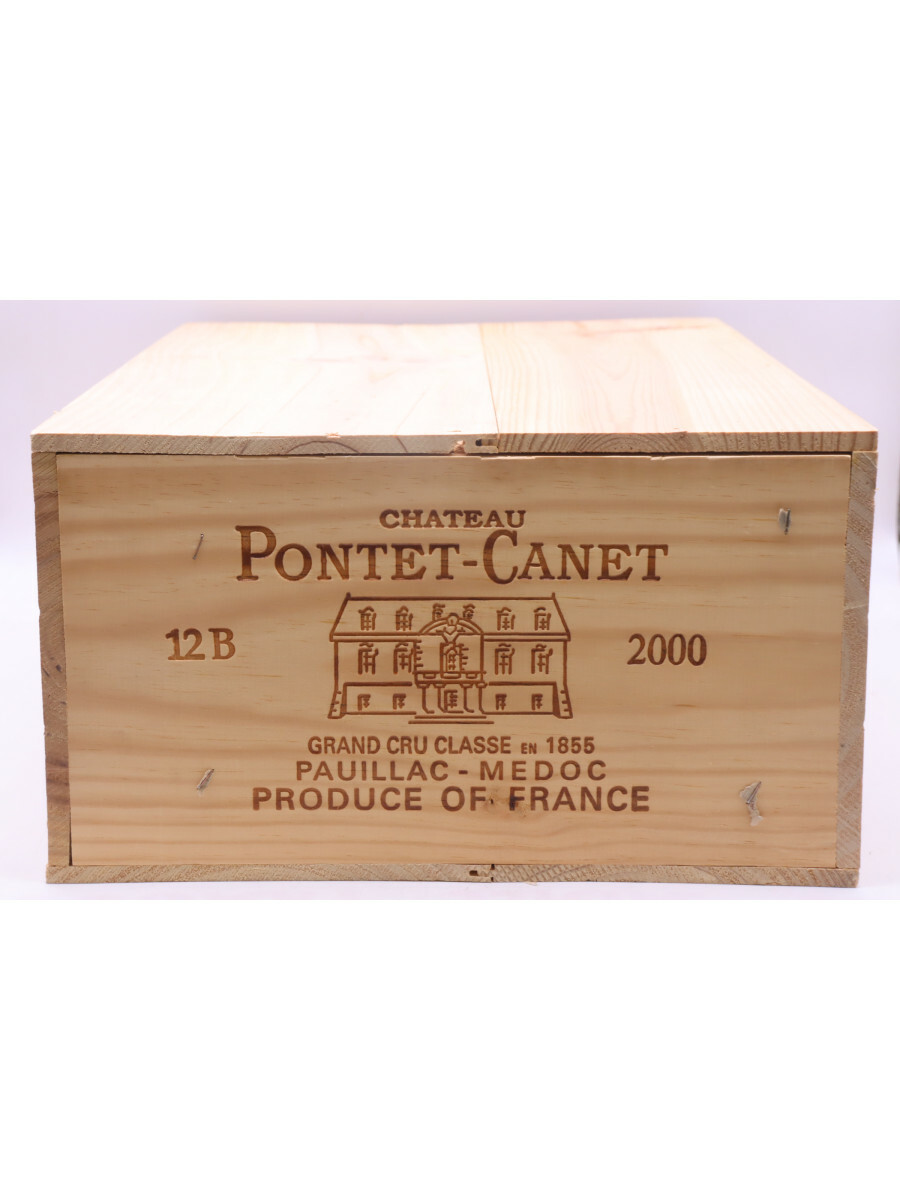 CHATEAU
PONTET-CANET
12B 2000
GRAND CRU CLASSE EN 1855
PAUILLAC - MEDOC
PRODUCE OF FRANCE